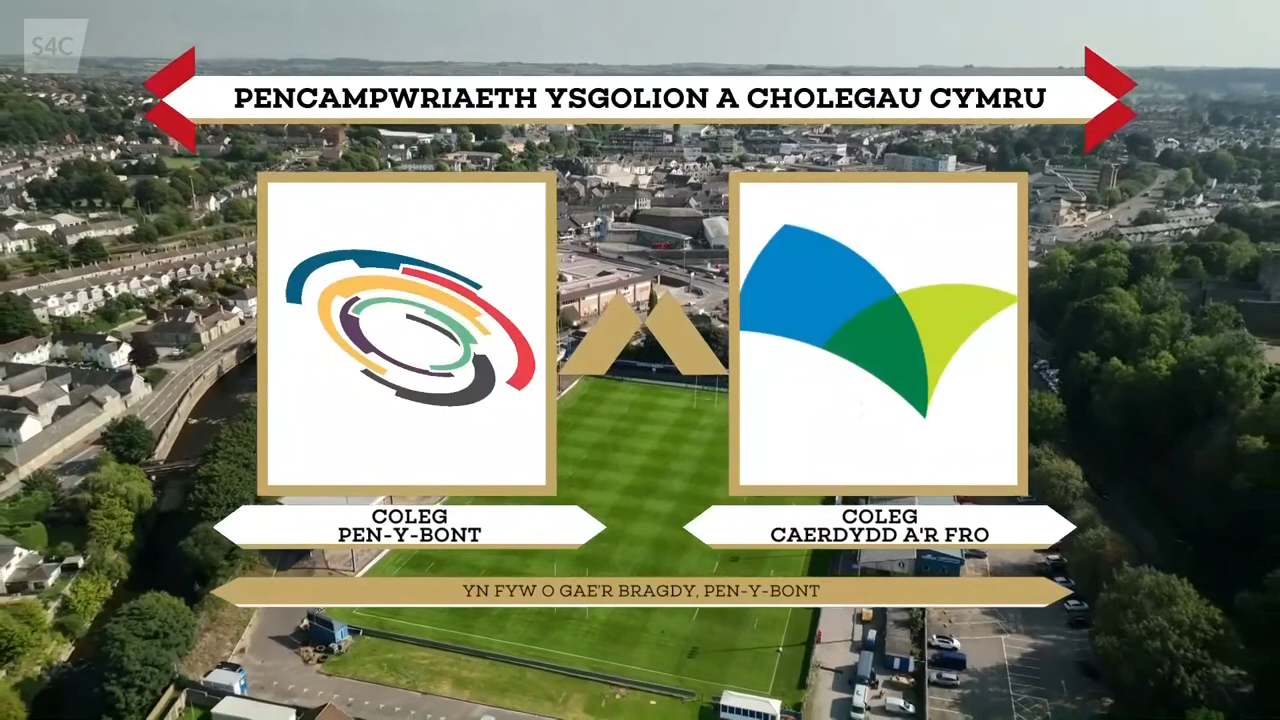 S4C
PENCAMPWRIAETH YSGOLION A CHOLEGAU CYMRU
COLEG
PEN-Y-BONT
COLEG
CAERDYDD A'R FRO
YN FYW O GAE'R BRAGDY, PEN-Y-BONT